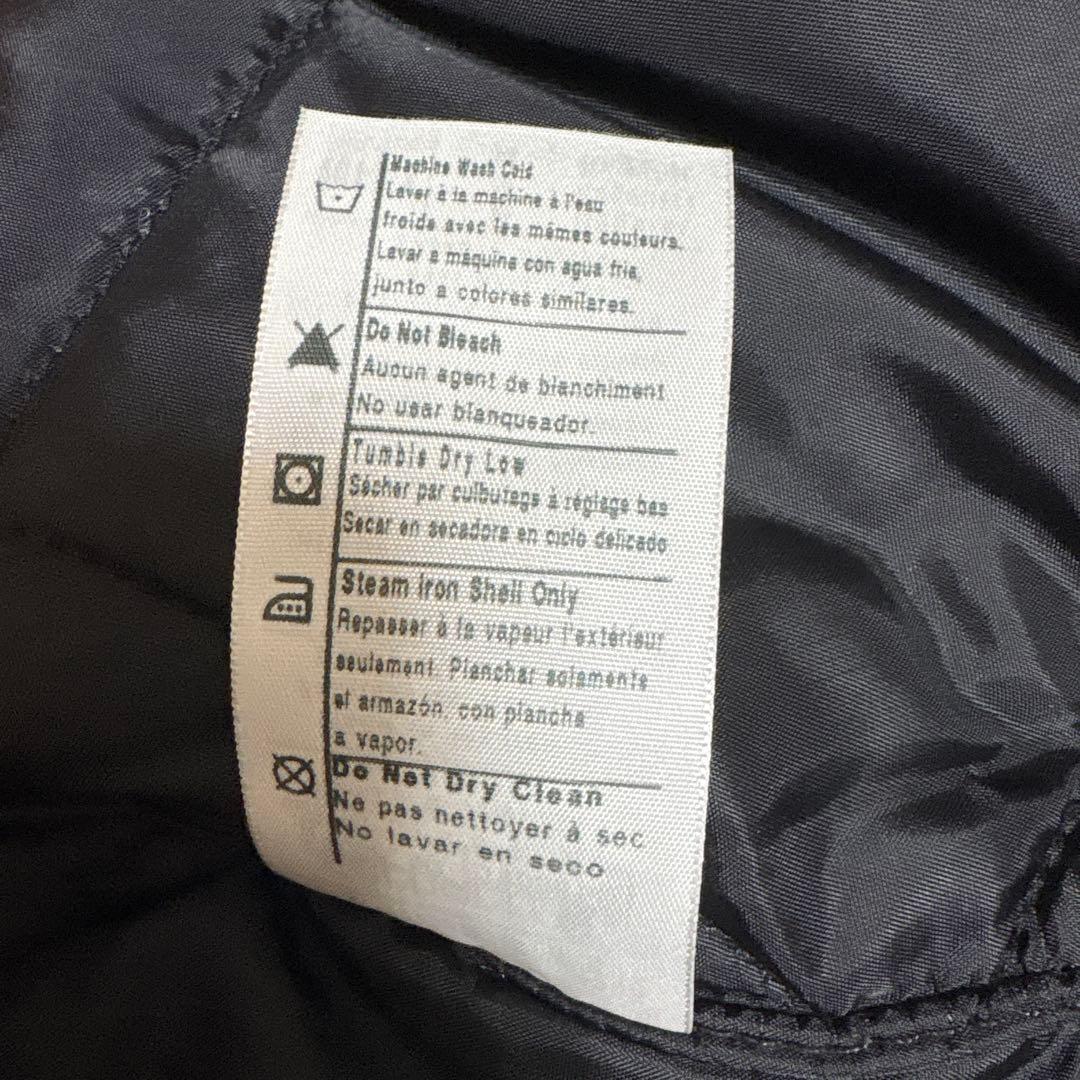 Machine Wash Cold
Laver à la machine à l'eau
froide avec les mêmes couleurs.
Lavar a máquina con agua fria,
junto a colores similares.
Do Not Bleach
Aucun agent de blanchiment
No usar blanqueador.
Tumble Dry Low
Sécher par culbutage à réglage bas
Secar en secadora en ciclo delicado
Steam Iron Shell Only
Repasser à la vapeur l'extérieur
seulement. Planchar solamente
el armazón, con plancha
a vapor.
Do Not Dry Clean
Ne pas nettoyer à sec
No lavar en seco